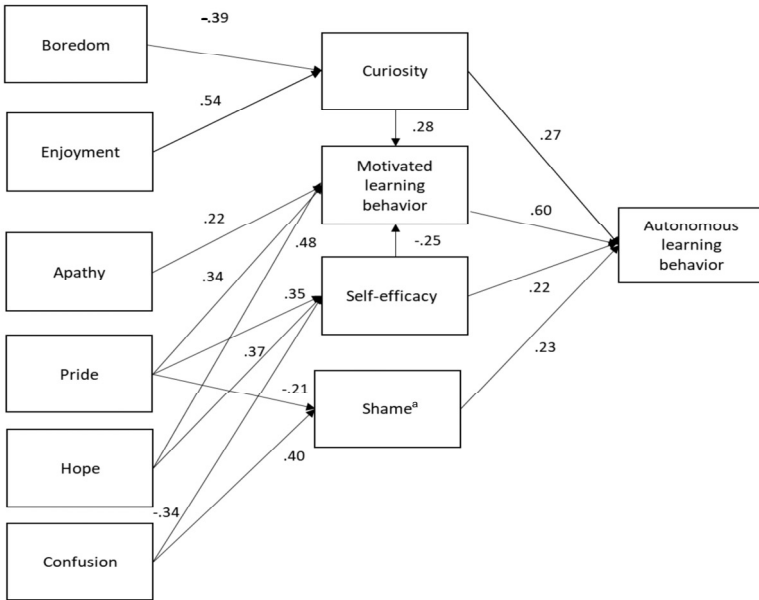 -.39
Boredom
Curiosity
.54
Enjoyment
.28
.27
Motivated
learning
behavior
.60
.22
Autonomous
learning
behavior
Apathy
.48
-.25
.34
.35
Self-efficacy
.22
Pride
.37
.23
-.21
Shameᵃ
Hope
.40
-.34
Confusion